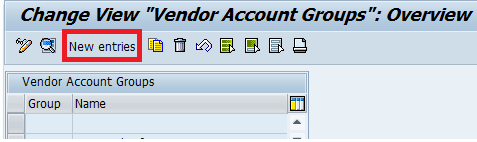 Change View "Vendor Account Groups": Overview
New entries
Vendor Account Groups
Group Name